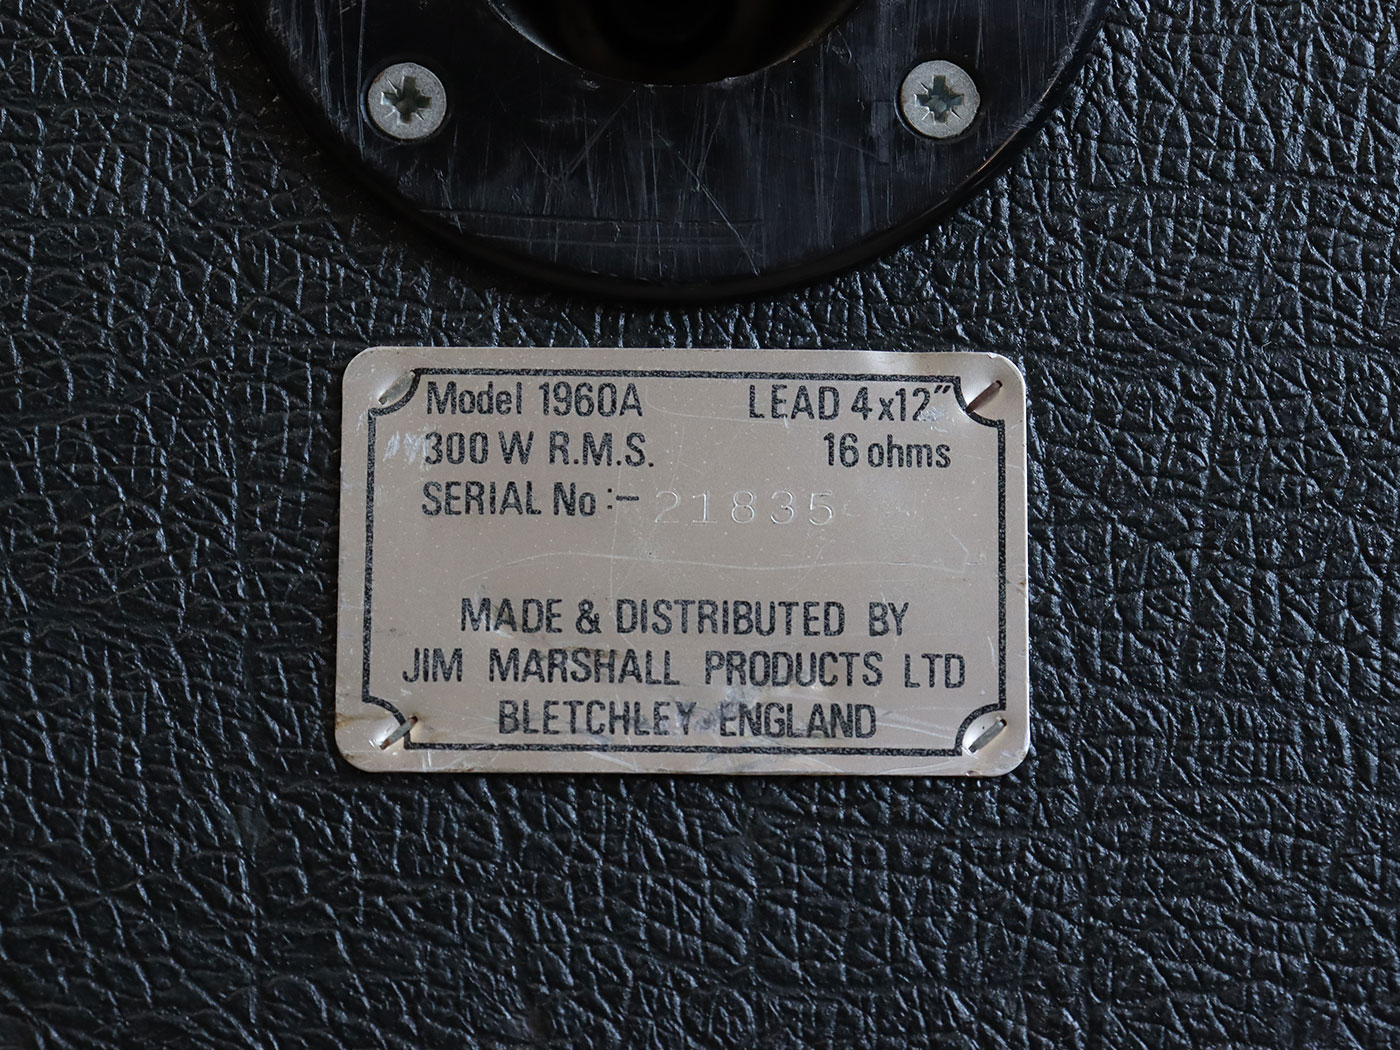 Model 1960A LEAD 4x12"
300 W R.M.S. 16 ohms
SERIAL No :- 21835
MADE & DISTRIBUTED BY
JIM MARSHALL PRODUCTS LTD
BLETCHLEY ENGLAND